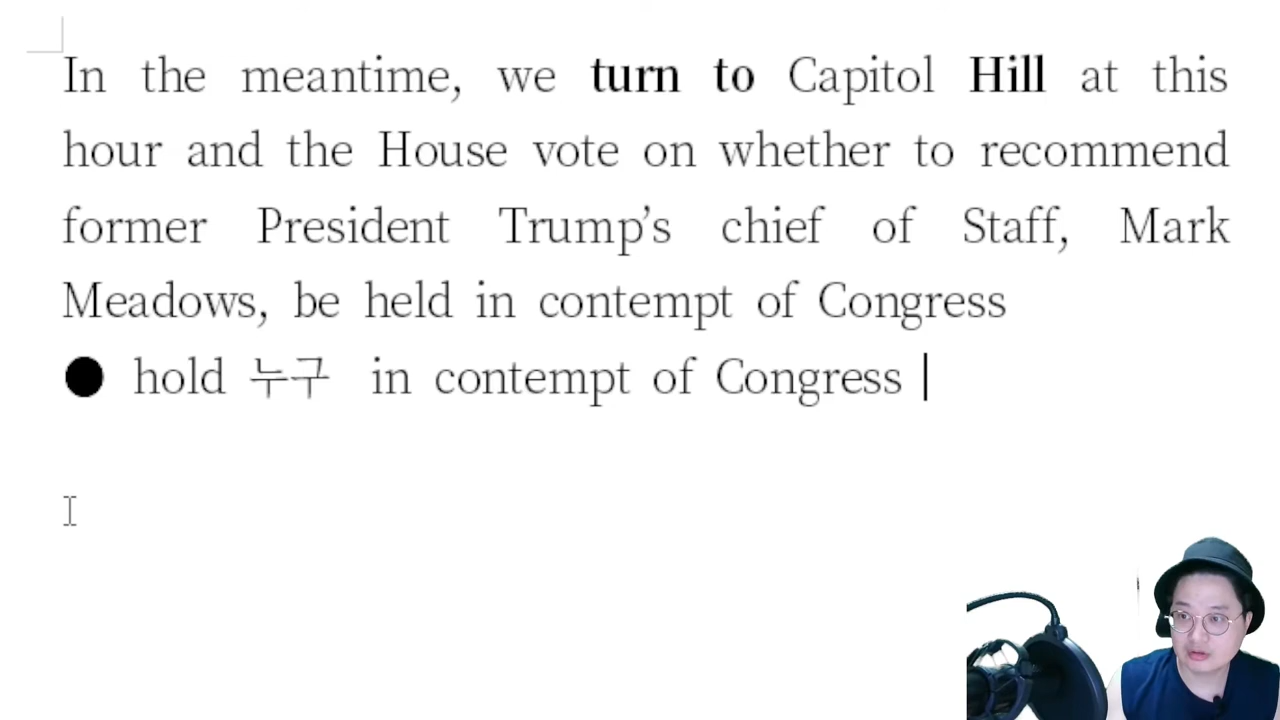 In the meantime, we turn to Capitol Hill at this
hour and the House vote on whether to recommend
former President Trump’s chief of Staff, Mark
Meadows, be held in contempt of Congress
● hold 누구 in contempt of Congress